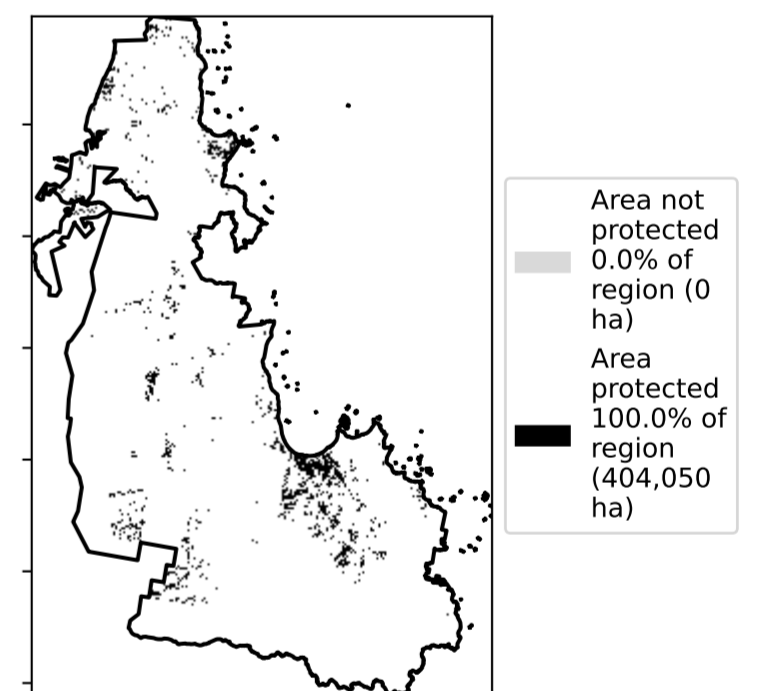 Area not
protected
0.0% of
region (0
ha)
Area
protected
100.0% of
region
(404,050
ha)